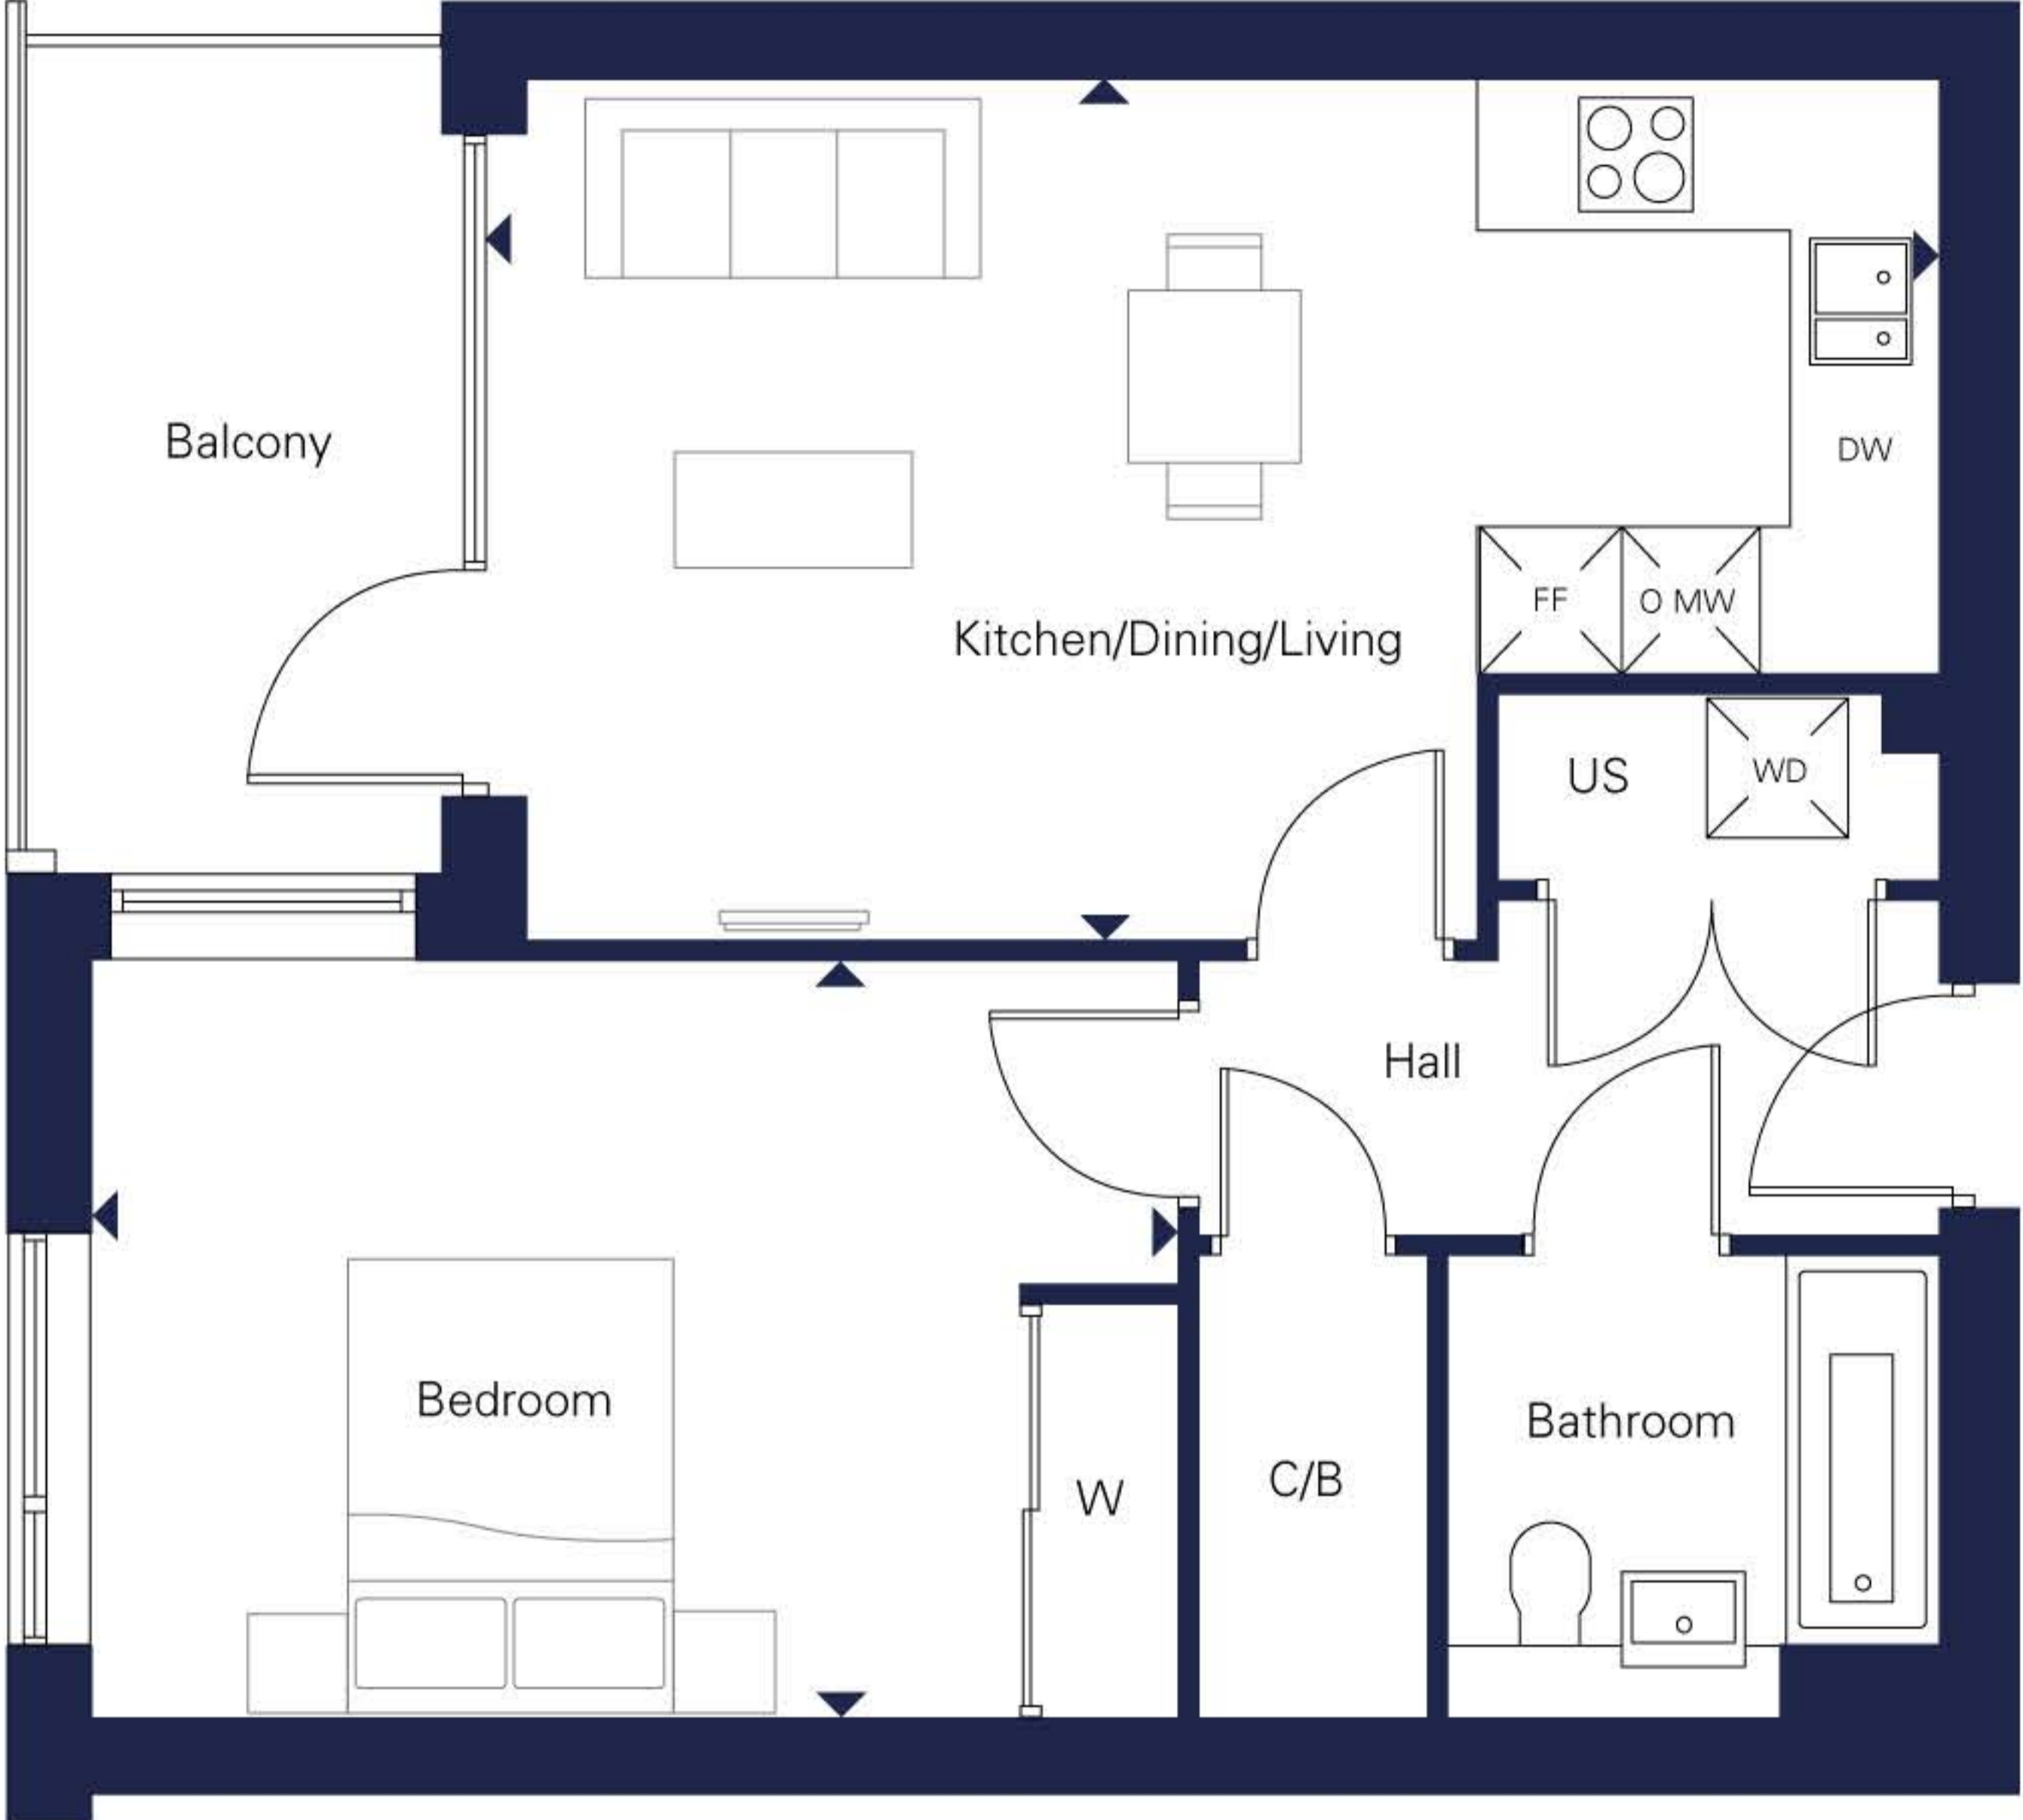 Balcony
DW
FF
O MW
Kitchen/Dining/Living
US
WD
Hall
Bedroom
W
C/B
Bathroom